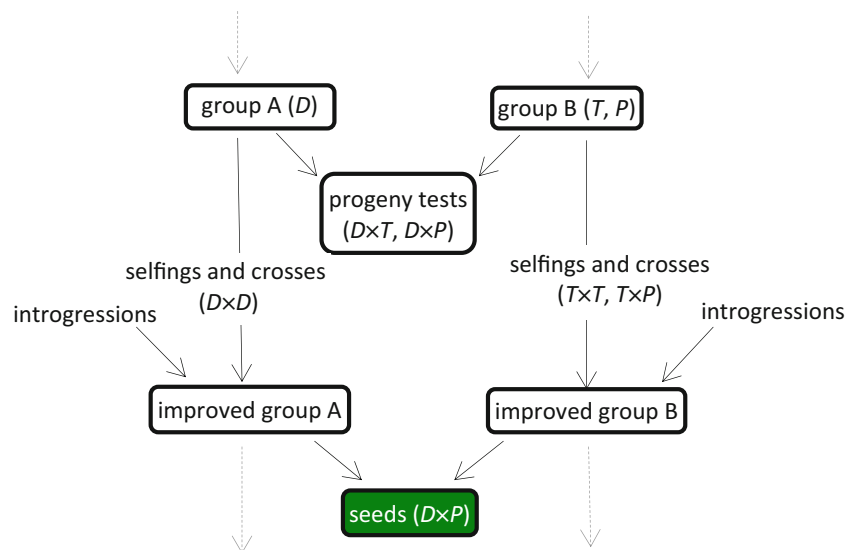 group A (D)
group B (T, P)
progeny tests
(D×T, D×P)
selfings and crosses
(D×D)
selfings and crosses
(T×T, T×P)
introgressions
introgressions
improved group A
improved group B
seeds (D×P)